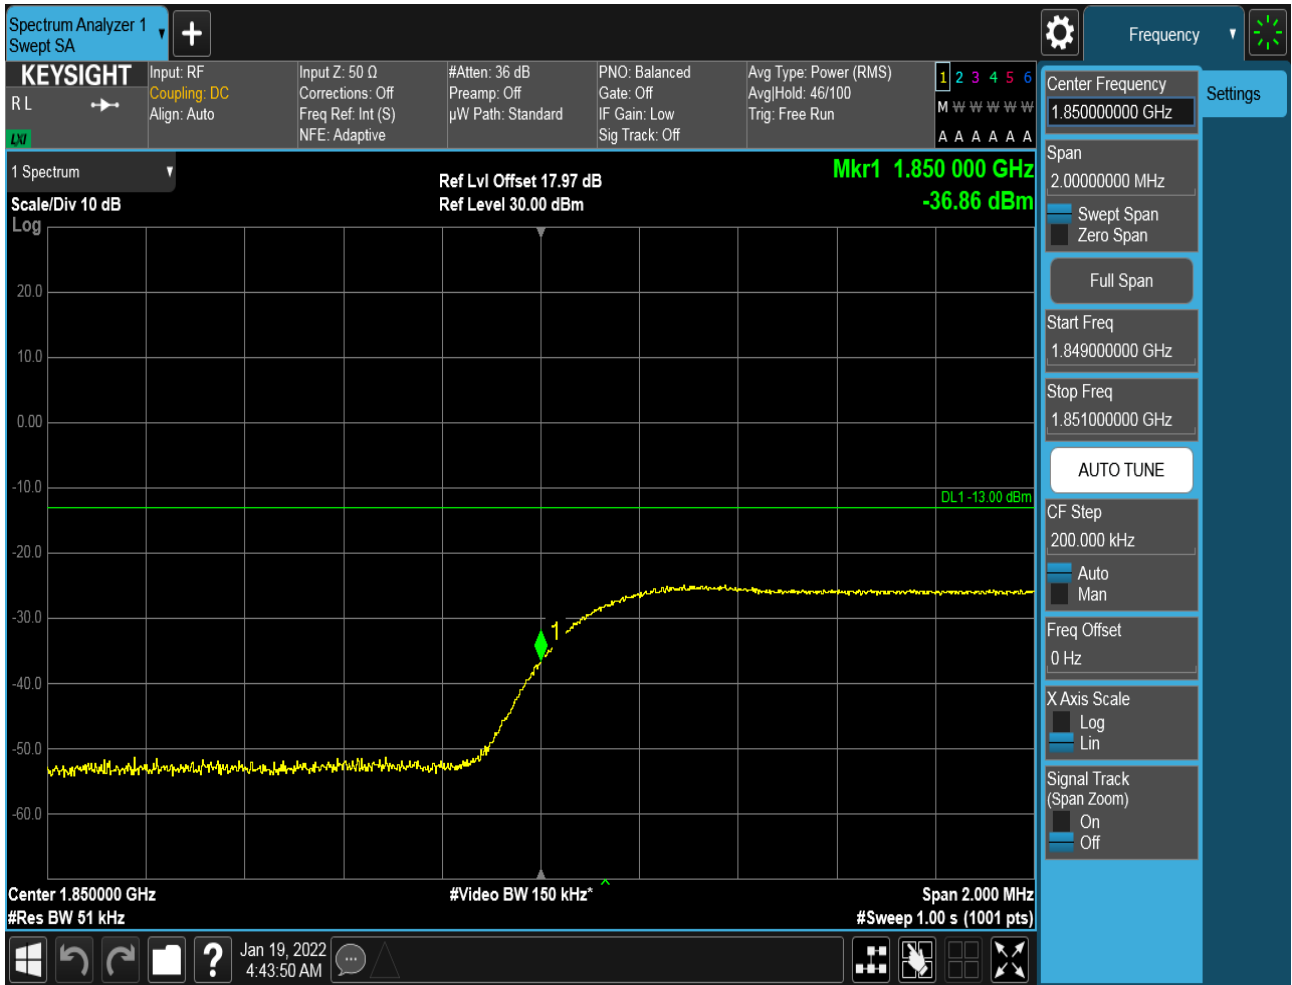 Spectrum Analyzer 1
Swept SA
Frequency
KEYSIGHT
R L
LXI
Input: RF
Coupling: DC
Align: Auto
Input Z: 50 Ω
Corrections: Off
Freq Ref: Int (S)
NFE: Adaptive
#Atten: 36 dB
Preamp: Off
µW Path: Standard
PNO: Balanced
Gate: Off
IF Gain: Low
Sig Track: Off
Avg Type: Power (RMS)
Avg|Hold: 46/100
Trig: Free Run
1 2 3 4 5 6
M W W W W W
A A A A A A
1 Spectrum
Scale/Div 10 dB
Log
Ref Lvl Offset 17.97 dB
Ref Level 30.00 dBm
Mkr1 1.850 000 GHz
-36.86 dBm
20.0
10.0
0.00
-10.0
DL1 -13.00 dBm
-20.0
-30.0
1
-40.0
-50.0
-60.0
Center 1.850000 GHz
#Res BW 51 kHz
#Video BW 150 kHz*
Span 2.000 MHz
#Sweep 1.00 s (1001 pts)
Jan 19, 2022
4:43:50 AM
Center Frequency
1.850000000 GHz
Settings
Span
2.00000000 MHz
Swept Span
Zero Span
Full Span
Start Freq
1.849000000 GHz
Stop Freq
1.851000000 GHz
AUTO TUNE
CF Step
200.000 kHz
Auto
Man
Freq Offset
0 Hz
X Axis Scale
Log
Lin
Signal Track
(Span Zoom)
On
Off